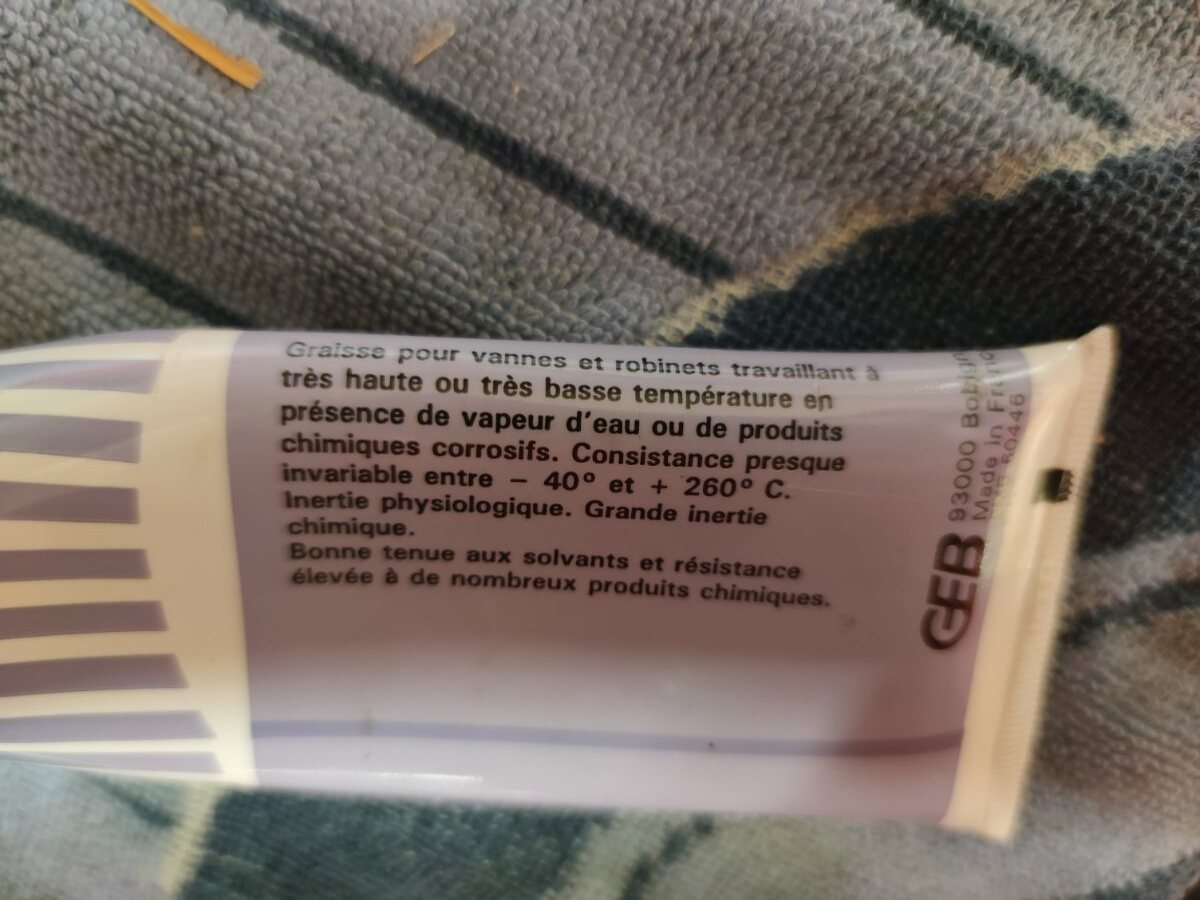 Graisse pour vannes et robinets travaillant à
très haute ou très basse température en
présence de vapeur d'eau ou de produits
chimiques corrosifs. Consistance presque
invariable entre – 40° et + 260° C.
Inertie physiologique. Grande inertie
chimique.
Bonne tenue aux solvants et résistance
élevée à de nombreux produits chimiques.
GEB 93000
Made in